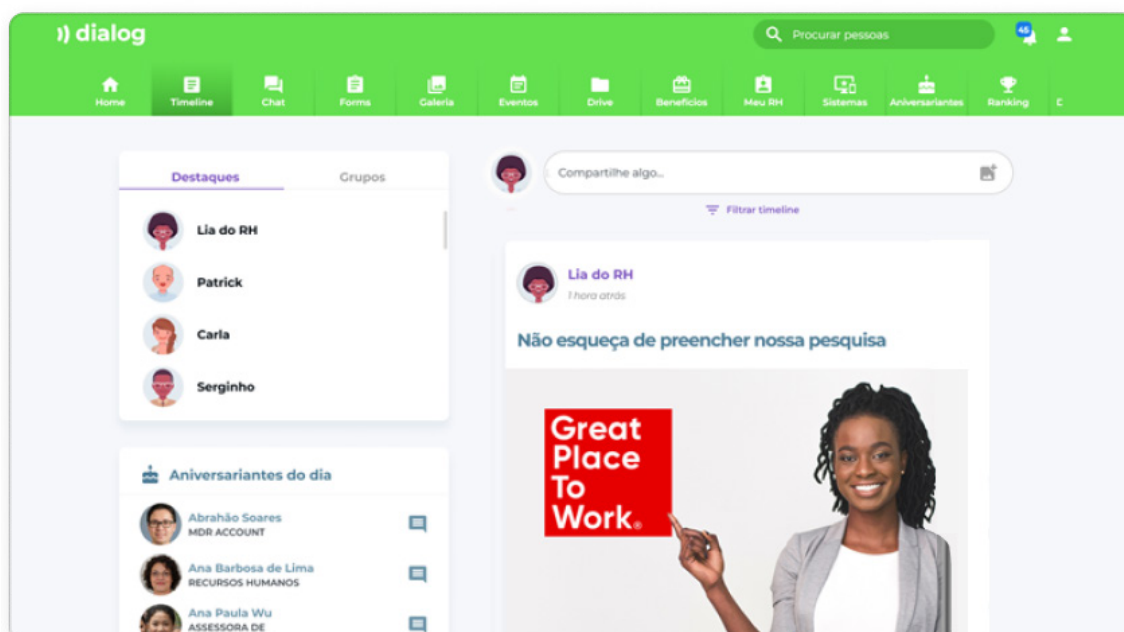 dialog
Procurar pessoas
45
Home
Timeline
Chat
Forms
Galeria
Eventos
Drive
Benefícios
Meu RH
Sistemas
Aniversariantes
Ranking
Destaques
Grupos
Lia do RH
Patrick
Carla
Serginho
Aniversariantes do dia
Abrahão Soares
MDR ACCOUNT
Ana Barbosa de Lima
RECURSOS HUMANOS
Ana Paula Wu
ASSESSORA DE
Compartilhe algo...
Filtrar timeline
Lia do RH
1 hora atrás
Não esqueça de preencher nossa pesquisa
Great
Place
To
Work®